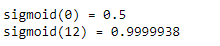 sigmoid(0) = 0.5
sigmoid(12) = 0.9999938